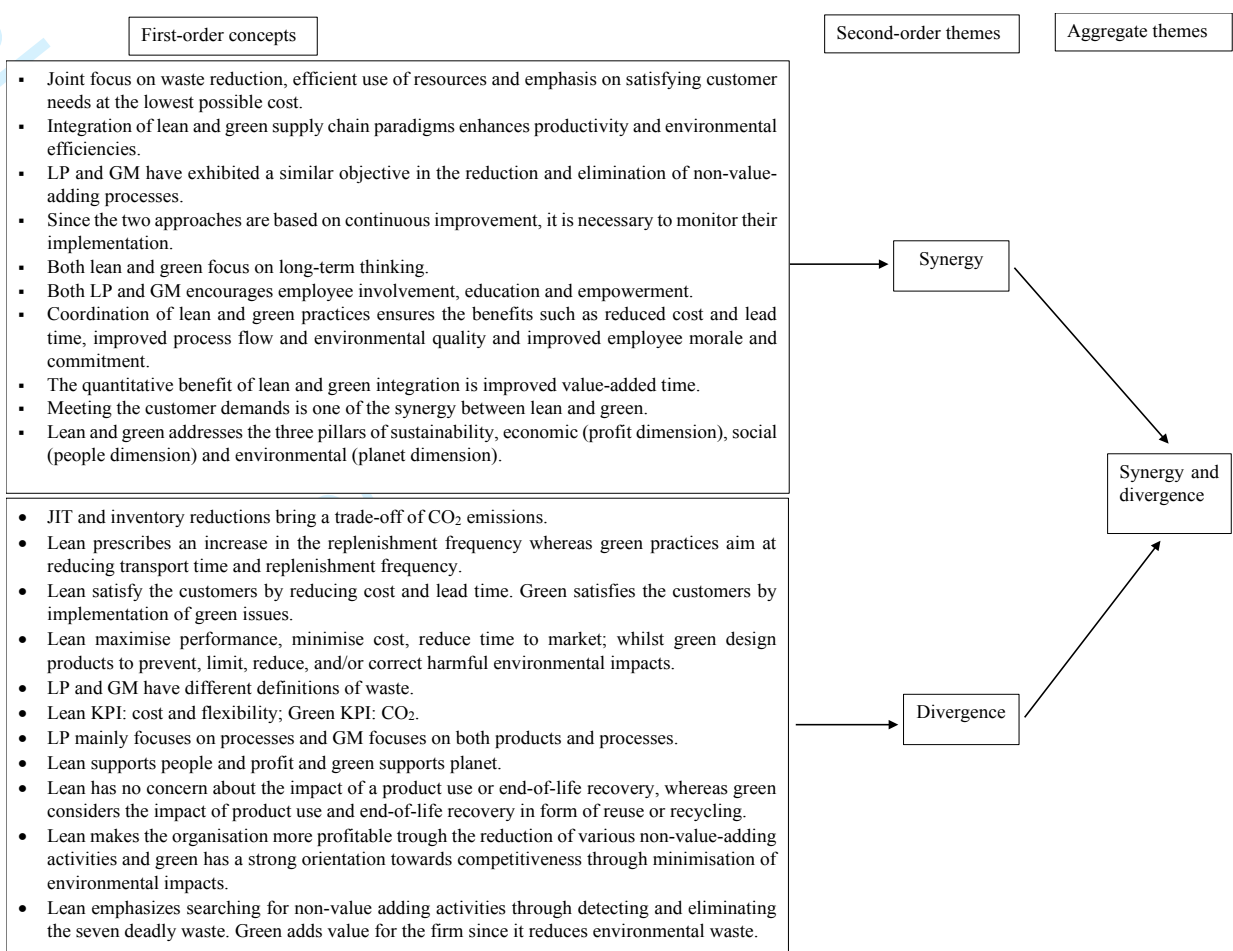 First-order concepts
Second-order themes
Aggregate themes
▪ Joint focus on waste reduction, efficient use of resources and emphasis on satisfying customer
needs at the lowest possible cost.
▪ Integration of lean and green supply chain paradigms enhances productivity and environmental
efficiencies.
▪ LP and GM have exhibited a similar objective in the reduction and elimination of non-value-
adding processes.
▪ Since the two approaches are based on continuous improvement, it is necessary to monitor their
implementation.
▪ Both lean and green focus on long-term thinking.
▪ Both LP and GM encourages employee involvement, education and empowerment.
▪ Coordination of lean and green practices ensures the benefits such as reduced cost and lead
time, improved process flow and environmental quality and improved employee morale and
commitment.
▪ The quantitative benefit of lean and green integration is improved value-added time.
▪ Meeting the customer demands is one of the synergy between lean and green.
▪ Lean and green addresses the three pillars of sustainability, economic (profit dimension), social
(people dimension) and environmental (planet dimension).
Synergy
Synergy and
divergence
• JIT and inventory reductions bring a trade-off of CO₂ emissions.
• Lean prescribes an increase in the replenishment frequency whereas green practices aim at
reducing transport time and replenishment frequency.
• Lean satisfy the customers by reducing cost and lead time. Green satisfies the customers by
implementation of green issues.
• Lean maximise performance, minimise cost, reduce time to market; whilst green design
products to prevent, limit, reduce, and/or correct harmful environmental impacts.
• LP and GM have different definitions of waste.
• Lean KPI: cost and flexibility; Green KPI: CO₂.
• LP mainly focuses on processes and GM focuses on both products and processes.
• Lean supports people and profit and green supports planet.
• Lean has no concern about the impact of a product use or end-of-life recovery, whereas green
considers the impact of product use and end-of-life recovery in form of reuse or recycling.
• Lean makes the organisation more profitable trough the reduction of various non-value-adding
activities and green has a strong orientation towards competitiveness through minimisation of
environmental impacts.
• Lean emphasizes searching for non-value adding activities through detecting and eliminating
the seven deadly waste. Green adds value for the firm since it reduces environmental waste.
Divergence